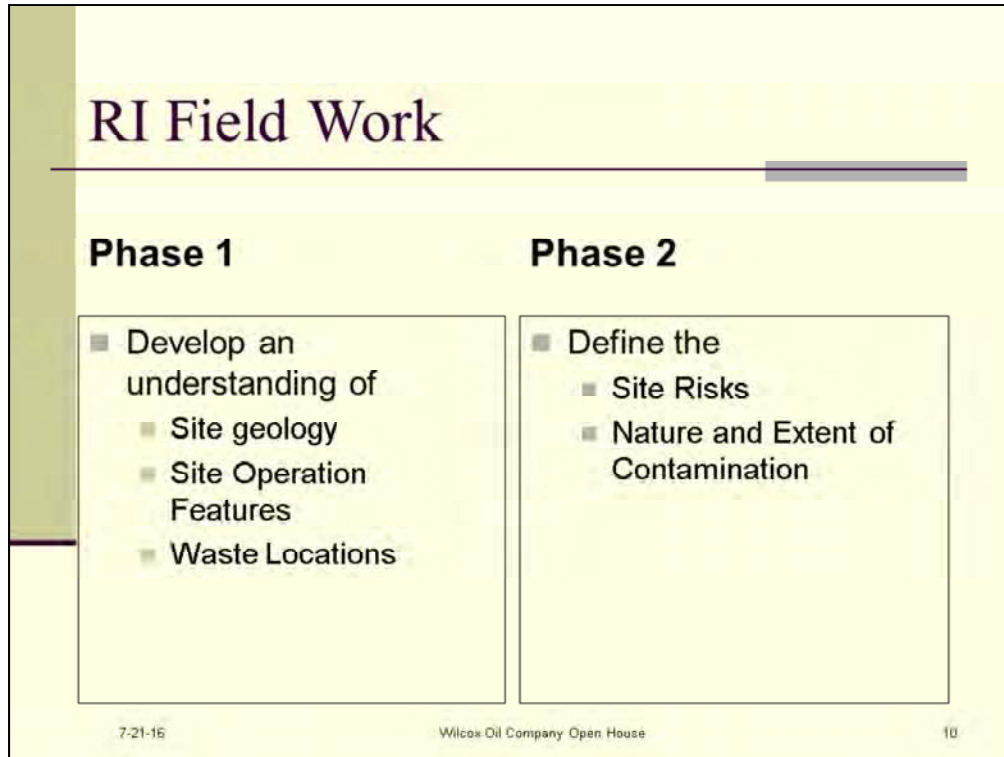 RI Field Work
Phase 1
Develop an
understanding of
Site geology
Site Operation
Features
Waste Locations
Phase 2
Define the
Site Risks
Nature and Extent of
Contamination
7-21-16
Wilcox Oil Company Open House
10